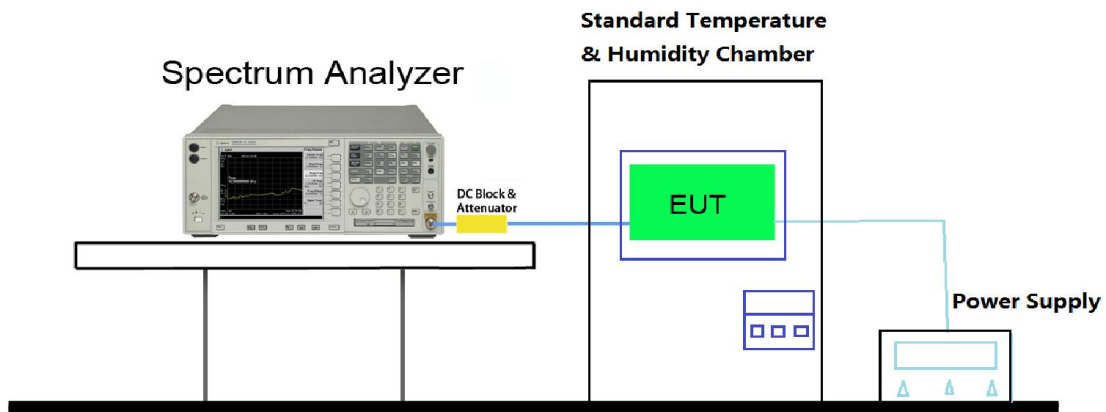 Standard Temperature
& Humidity Chamber
Spectrum Analyzer
DC Block &
Attenuator
EUT
Power Supply